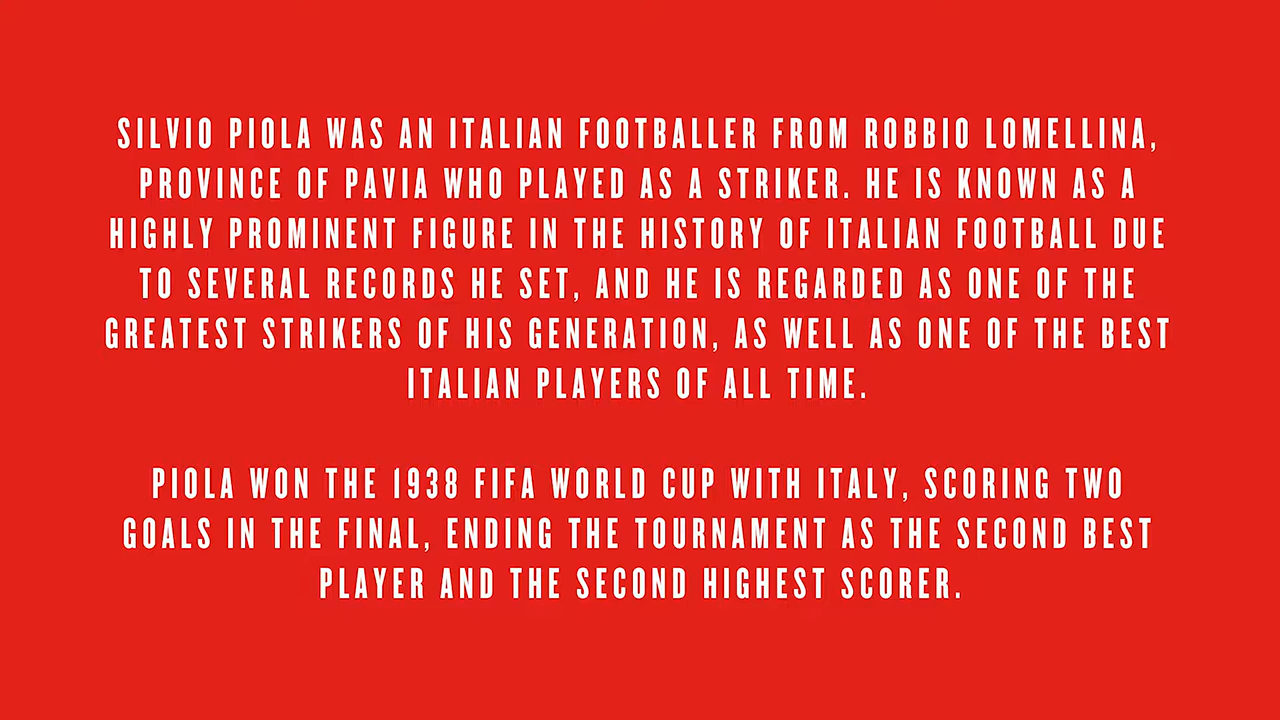 SILVIO PIOLA WAS AN ITALIAN FOOTBALLER FROM ROBBIO LOMELLINA,
PROVINCE OF PAVIA WHO PLAYED AS A STRIKER. HE IS KNOWN AS A
HIGHLY PROMINENT FIGURE IN THE HISTORY OF ITALIAN FOOTBALL DUE
TO SEVERAL RECORDS HE SET, AND HE IS REGARDED AS ONE OF THE
GREATEST STRIKERS OF HIS GENERATION, AS WELL AS ONE OF THE BEST
ITALIAN PLAYERS OF ALL TIME.
PIOLA WON THE 1938 FIFA WORLD CUP WITH ITALY, SCORING TWO
GOALS IN THE FINAL, ENDING THE TOURNAMENT AS THE SECOND BEST
PLAYER AND THE SECOND HIGHEST SCORER.